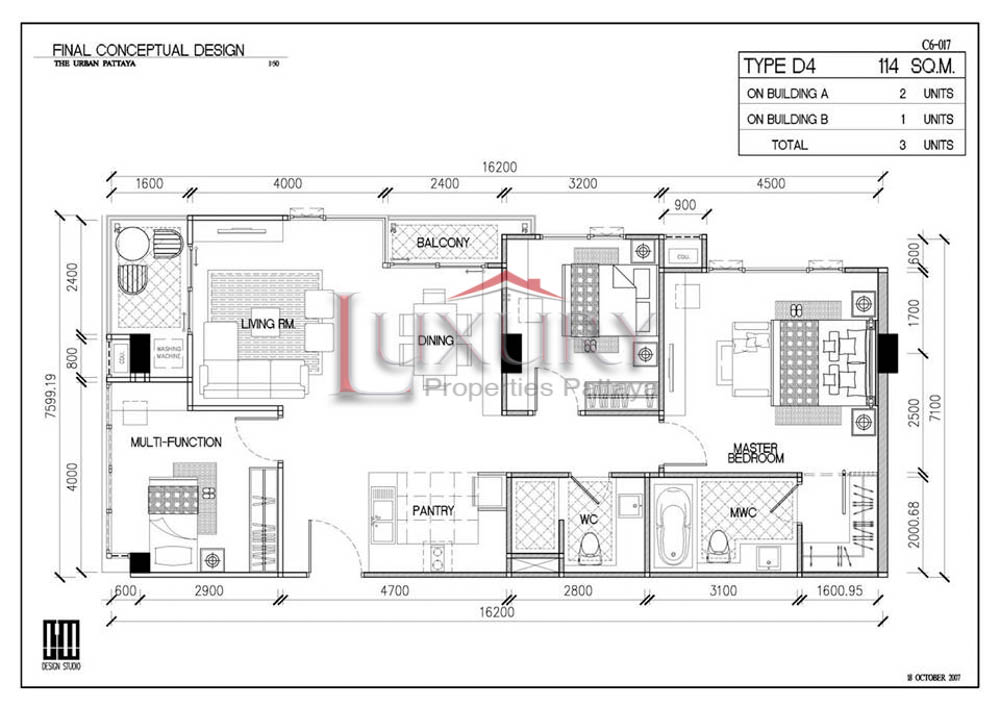 FINAL CONCEPTUAL DESIGN
THE URBAN PATTAYA 1:50
C6-017
TYPE D4 114 SQ.M.
ON BUILDING A 2 UNITS
ON BUILDING B 1 UNITS
TOTAL 3 UNITS
16200
1600 4000 2400 3200 4500
900
BALCONY
CDU.
600
2400
LIVING RM.
1700
LUXURY
Properties Pattaya
DINING
WASHING
MACHINE
CDU.
800
7599.19
2500
7100
MULTI-FUNCTION
MASTER
BEDROOM
4000
PANTRY
WC
MWC
2000.68
600 2900 4700 2800 3100 1600.95
16200
DESIGN STUDIO
18 OCTOBER 2007